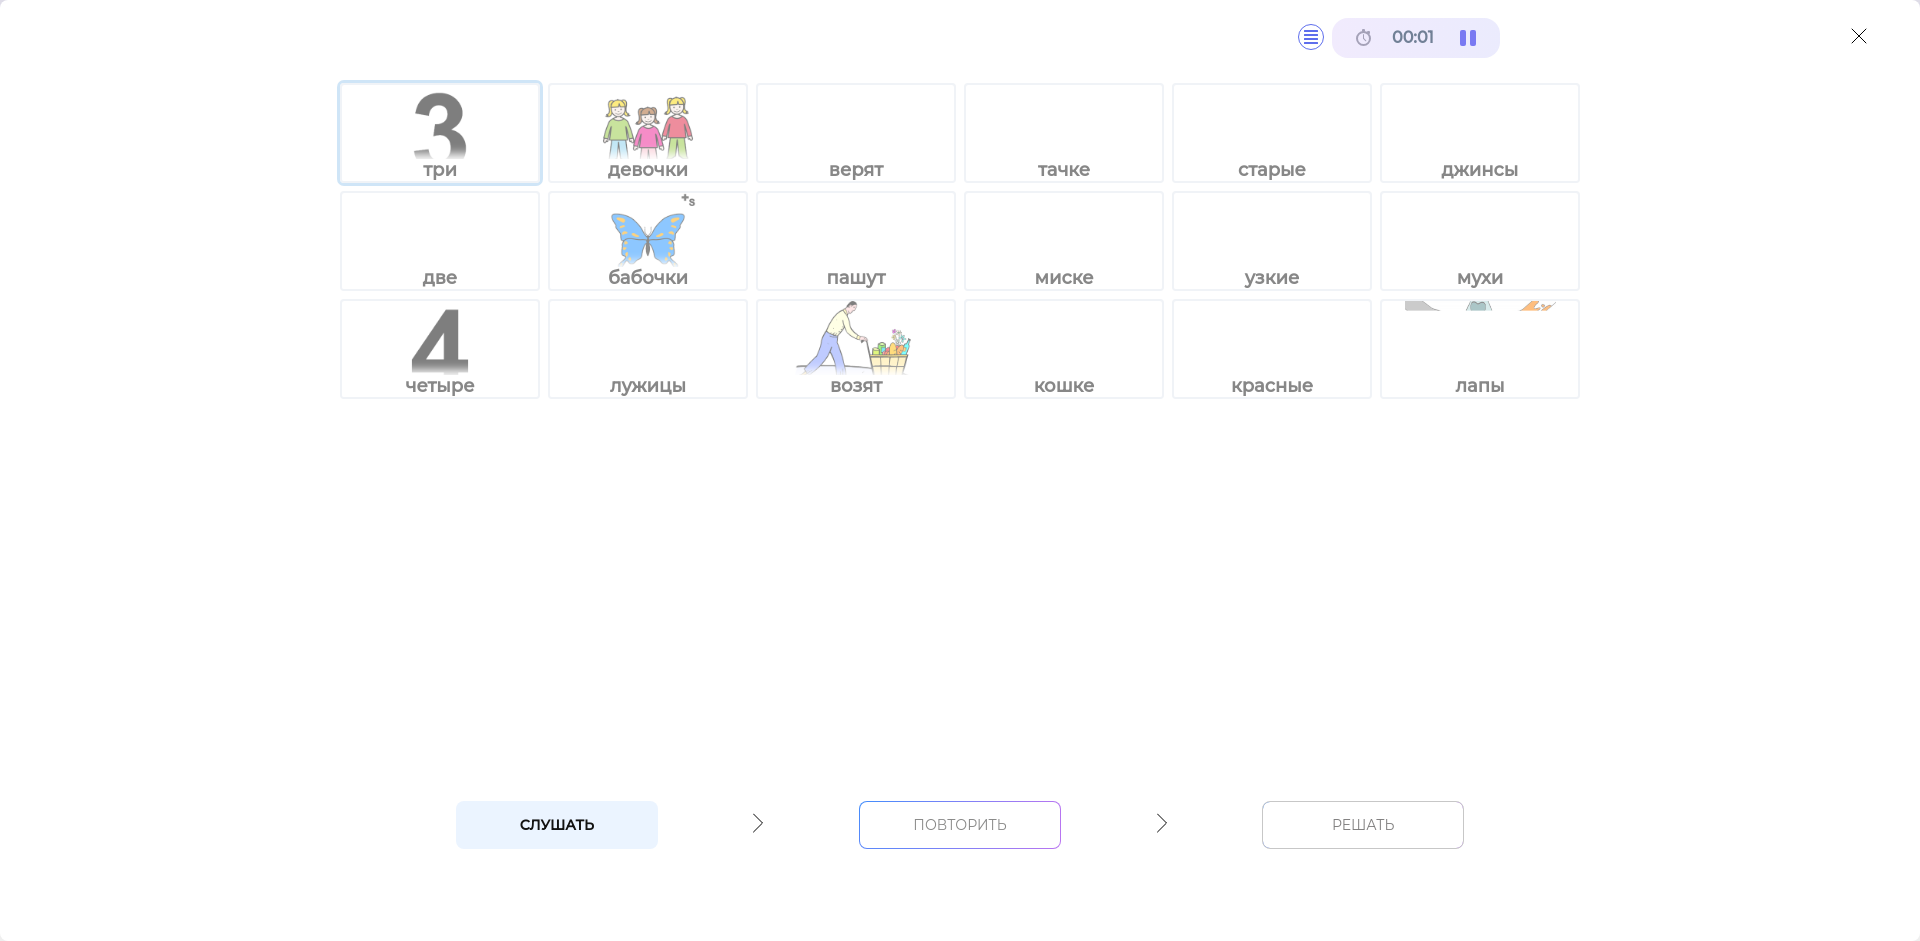 00:01
3
три девочки верят тачке старые джинсы
+s
две бабочки пашут миске узкие мухи
4
четыре лужицы возят кошке красные лапы
СЛУШАТЬ ПОВТОРИТЬ РЕШАТЬ